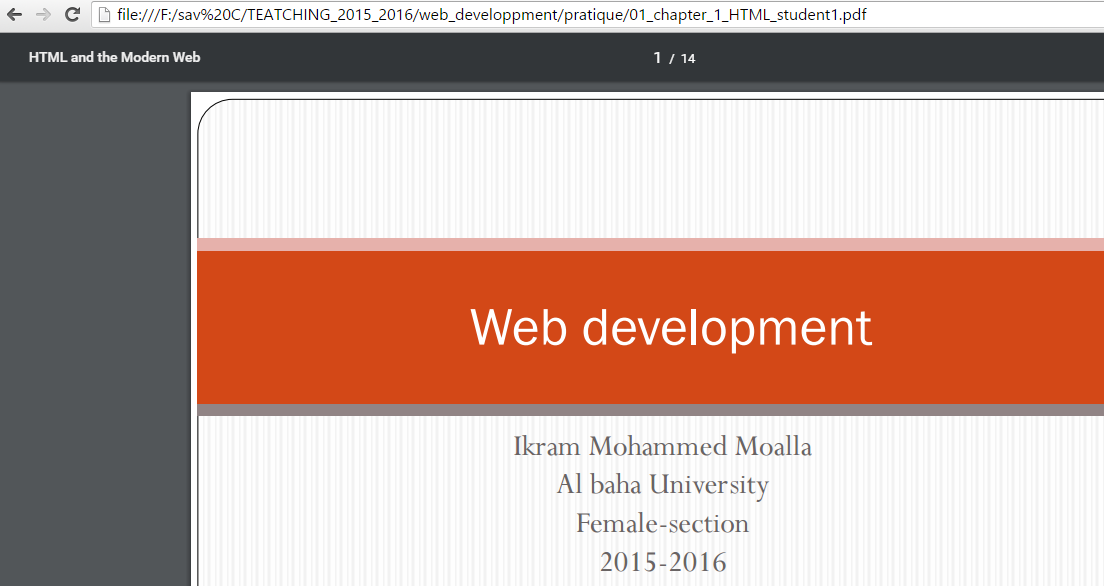 file:///F:/sav%20C/TEATCHING_2015_2016/web_developpment/pratique/01_chapter_1_HTML_student1.pdf
HTML and the Modern Web
1 / 14
Web development
Ikram Mohammed Moalla
Al baha University
Female-section
2015-2016